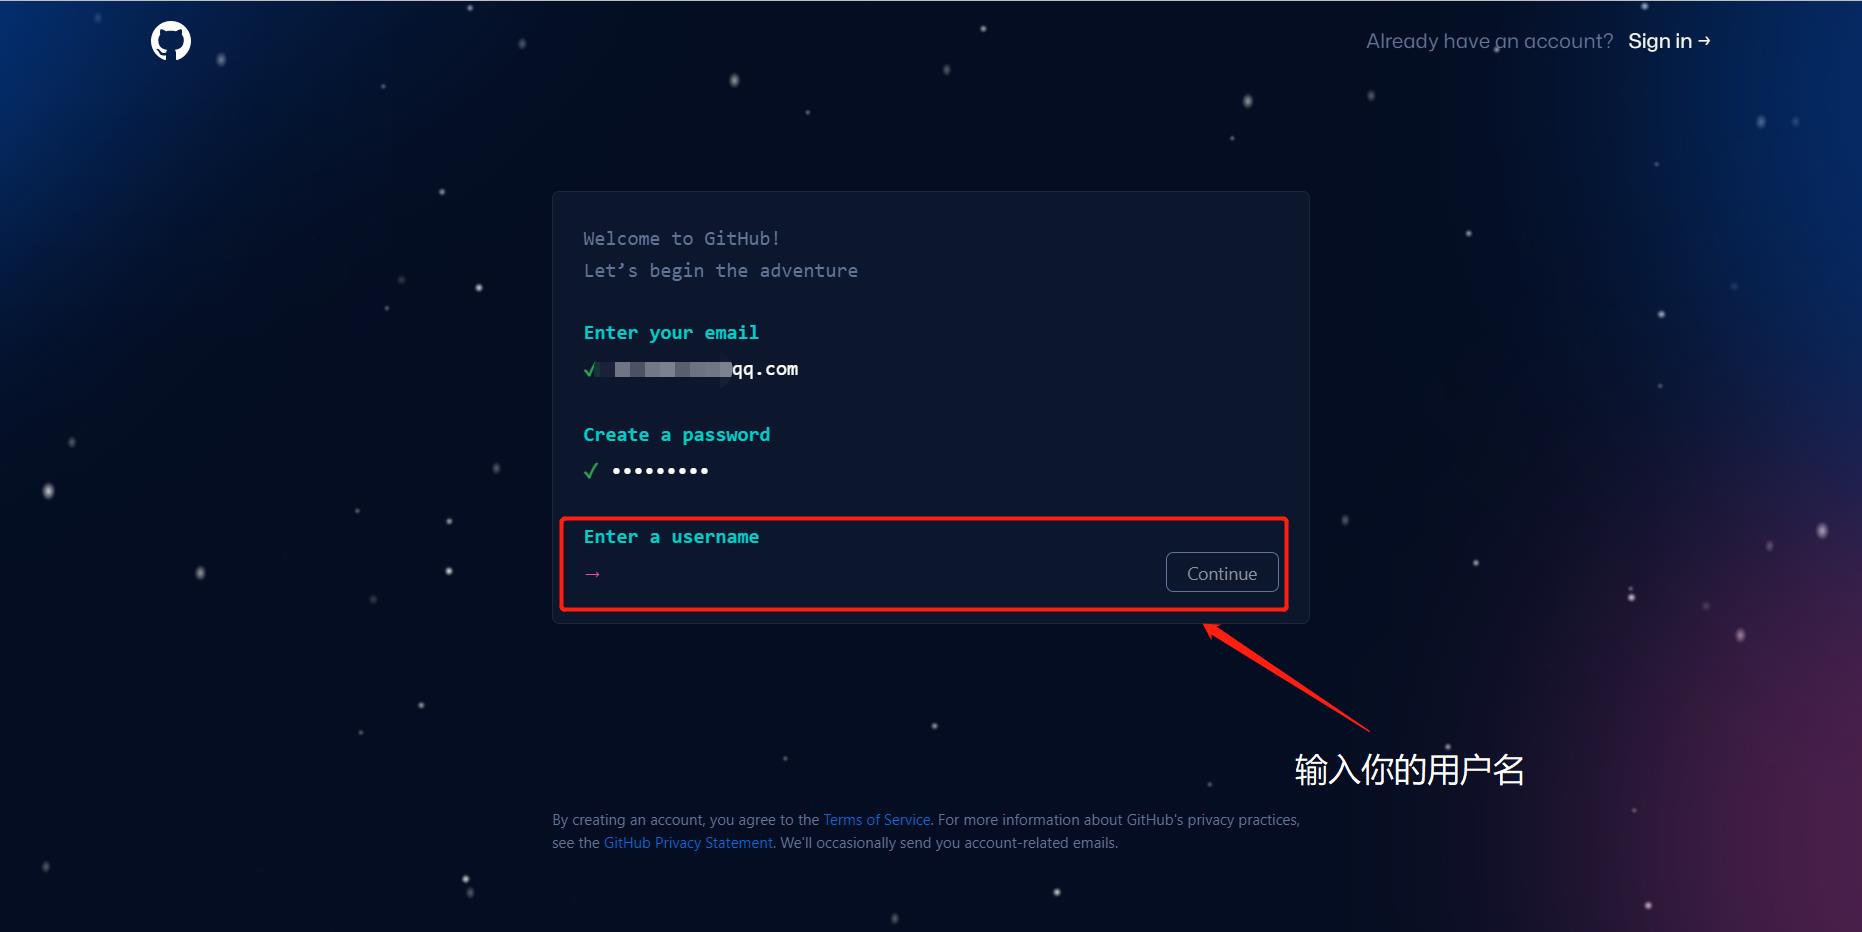 Already have an account? Sign in →
Welcome to GitHub!
Let’s begin the adventure
Enter your email
✓ qq.com
Create a password
✓ •••••••••
Enter a username
→
Continue
输入你的用户名
By creating an account, you agree to the Terms of Service. For more information about GitHub's privacy practices,
see the GitHub Privacy Statement. We'll occasionally send you account-related emails.